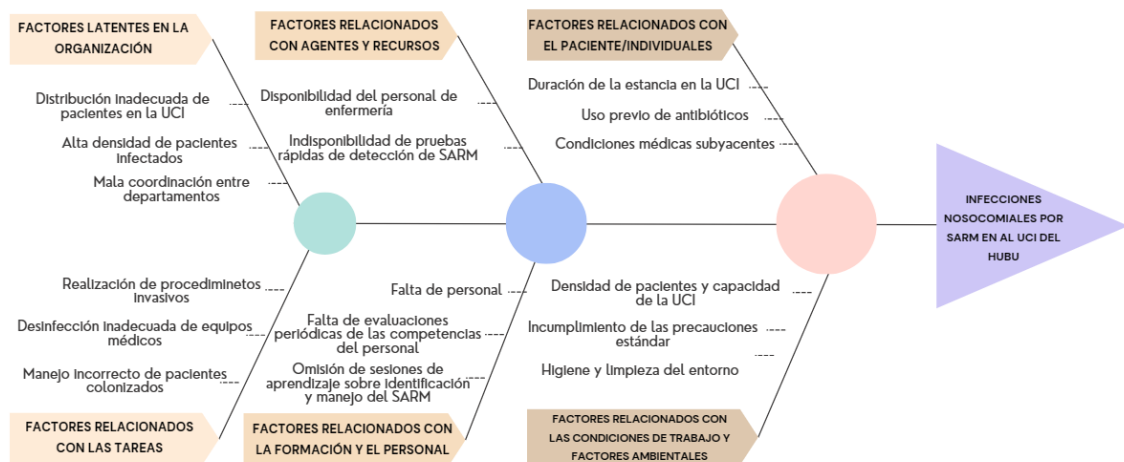 FACTORES LATENTES EN LA
ORGANIZACIÓN
FACTORES RELACIONADOS
CON AGENTES Y RECURSOS
FACTORES RELACIONADOS CON
EL PACIENTE/INDIVIDUALES
Distribución inadecuada de
pacientes en la UCI
Alta densidad de pacientes
infectados
Mala coordinación entre
departamentos
Disponibilidad del personal de
enfermería
Indisponibilidad de pruebas
rápidas de detección de SARM
Duración de la estancia en la UCI
Uso previo de antibióticos
Condiciones médicas subyacentes
INFECCIONES
NOSOCOMIALES POR
SARM EN AL UCI DEL
HUBU
Realización de procediminetos
invasivos
Desinfección inadecuada de equipos
médicos
Manejo incorrecto de pacientes
colonizados
Falta de personal
Falta de evaluaciones
periódicas de las competencias
del personal
Omisión de sesiones de
aprendizaje sobre identificación
y manejo del SARM
Densidad de pacientes y capacidad
de la UCI
Incumplimiento de las precauciones
estándar
Higiene y limpieza del entorno
FACTORES RELACIONADOS
CON LAS TAREAS
FACTORES RELACIONADOS CON
LA FORMACIÓN Y EL PERSONAL
FACTORES RELACIONADOS CON
LAS CONDICIONES DE TRABAJO Y
FACTORES AMBIENTALES